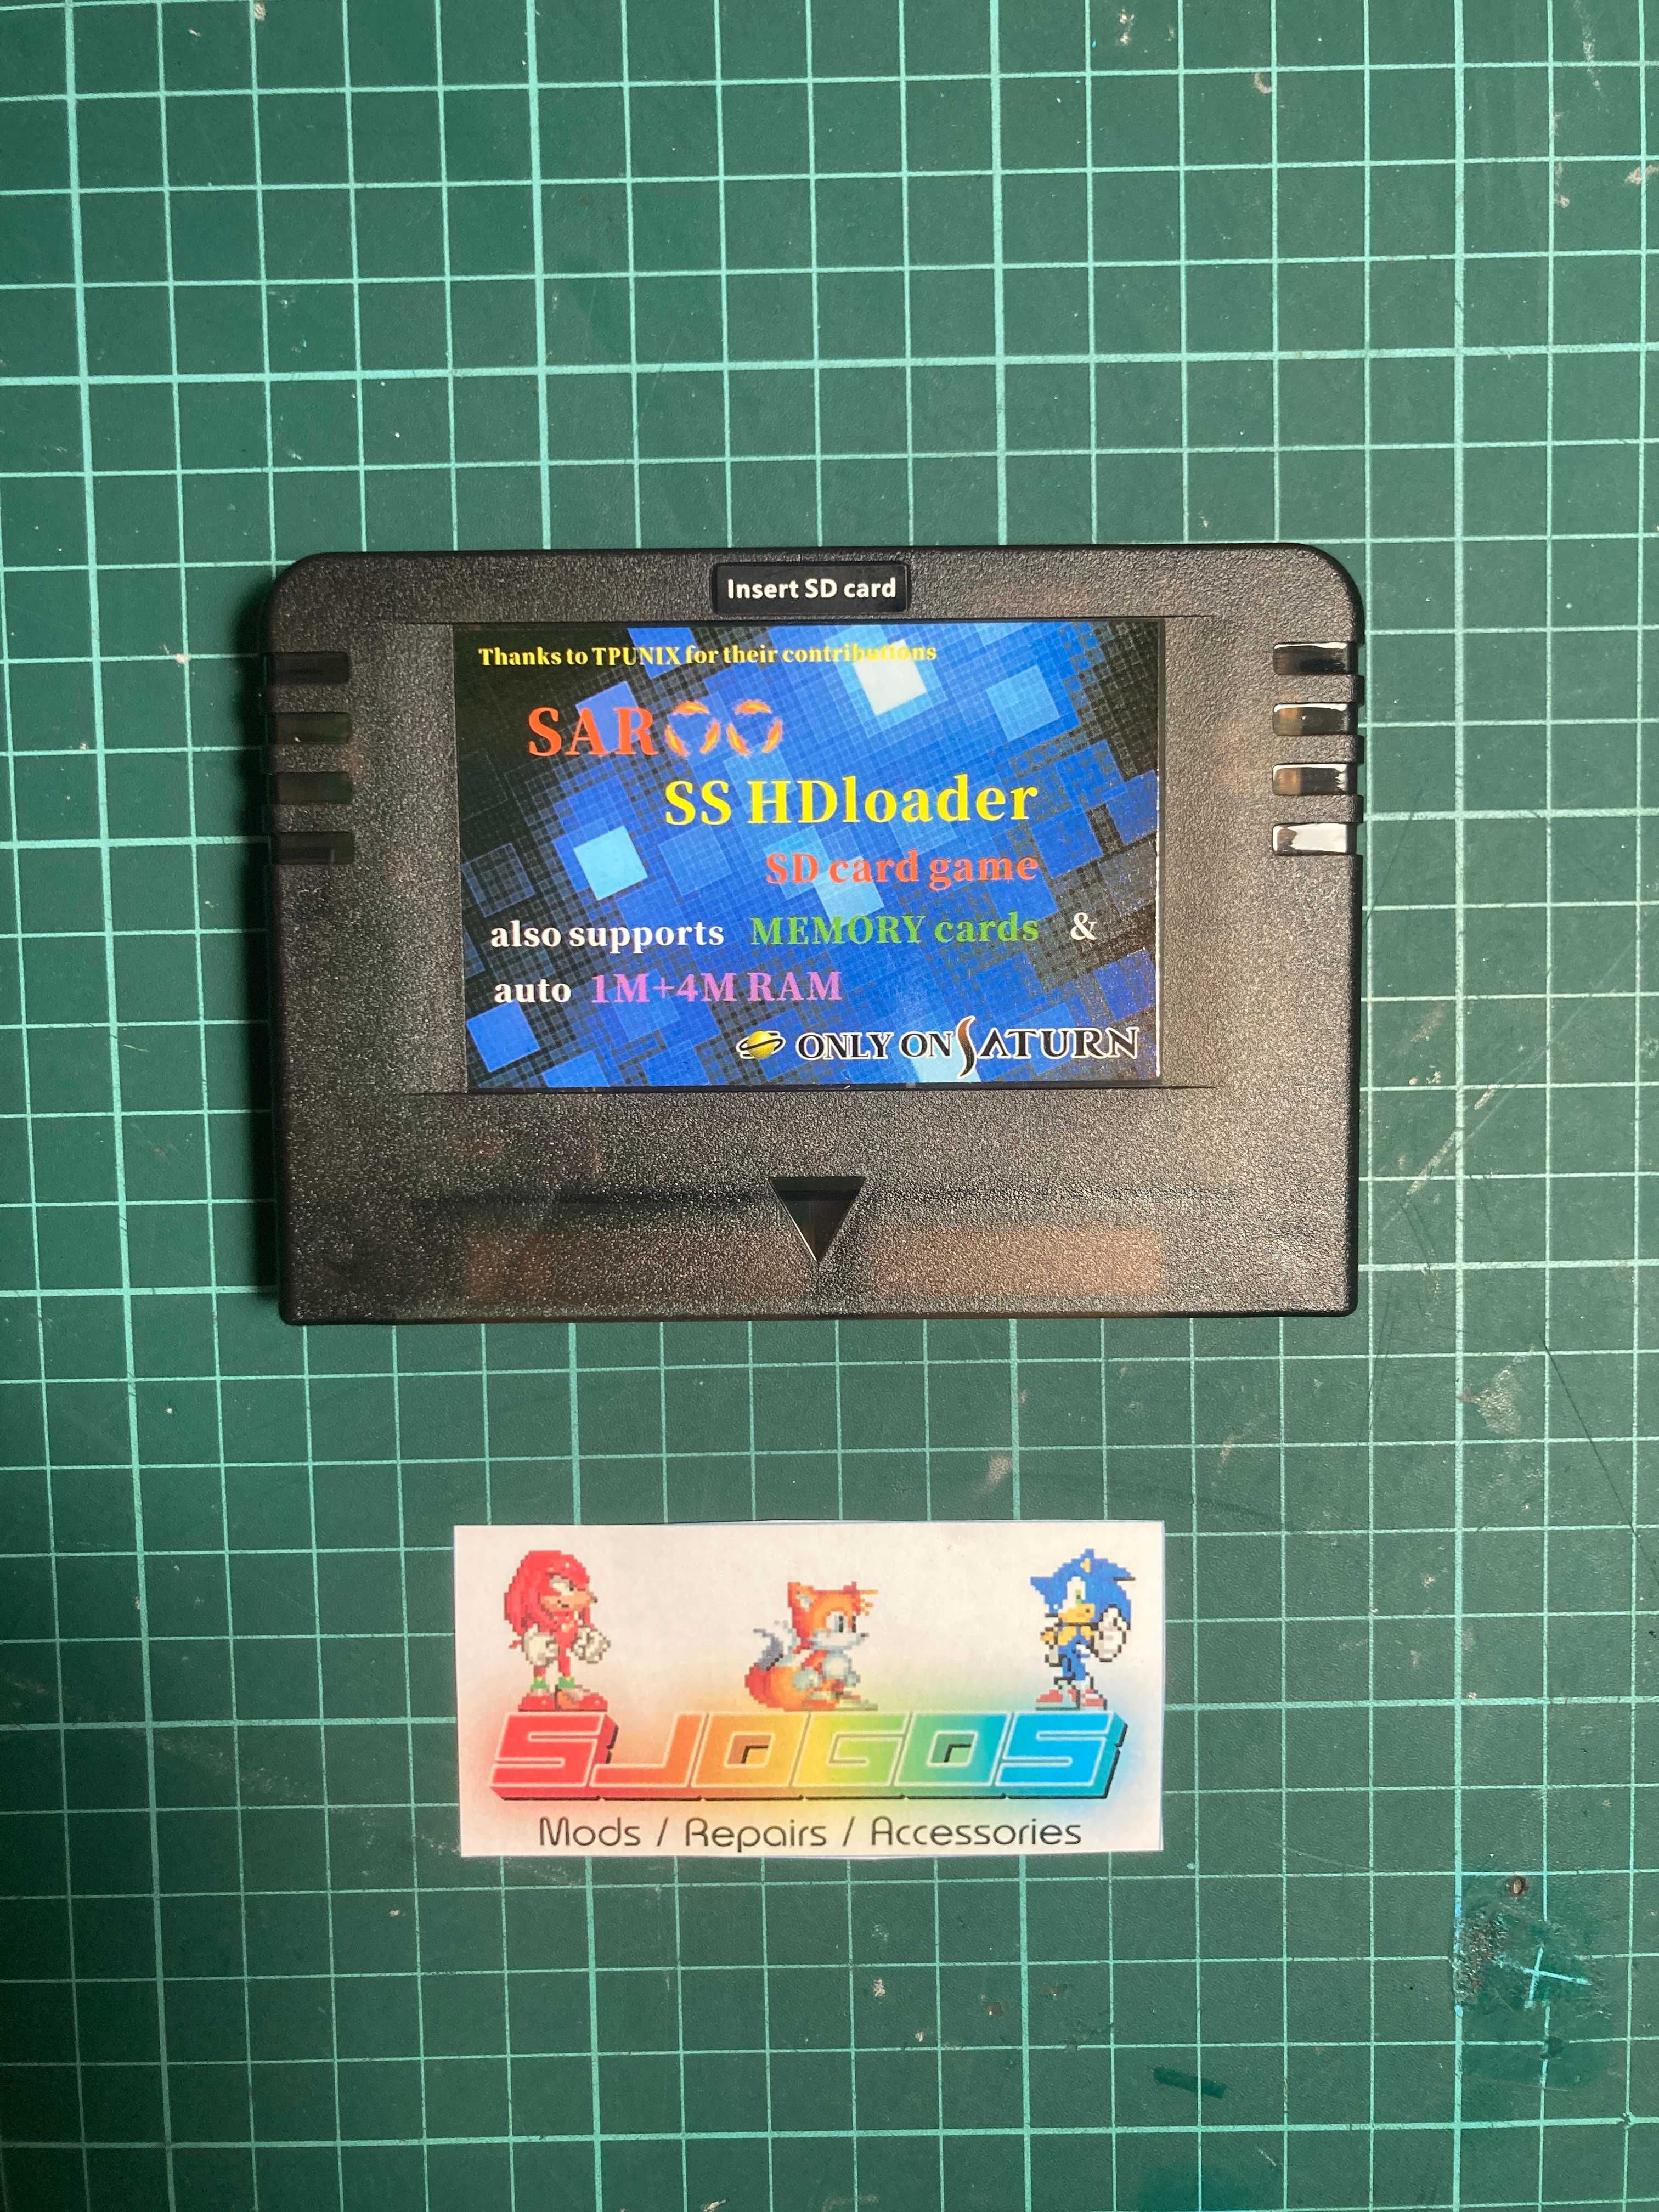 Insert SD card
Thanks to TPUNIX for their contributions
SAROO
SS HDloader
SD card game
also supports MEMORY cards &
auto 1M+4M RAM
ONLY ON SATURN
SJOGOS
Mods / Repairs / Accessories